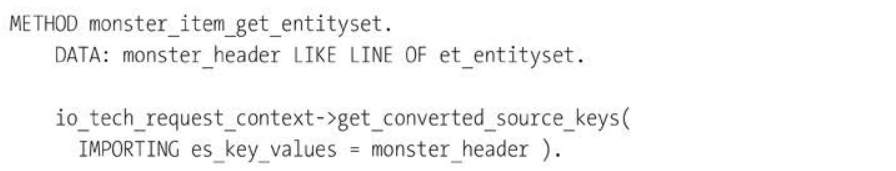 METHOD monster_item_get_entityset.
DATA: monster_header LIKE LINE OF et_entityset.
io_tech_request_context->get_converted_source_keys(
IMPORTING es_key_values = monster_header ).